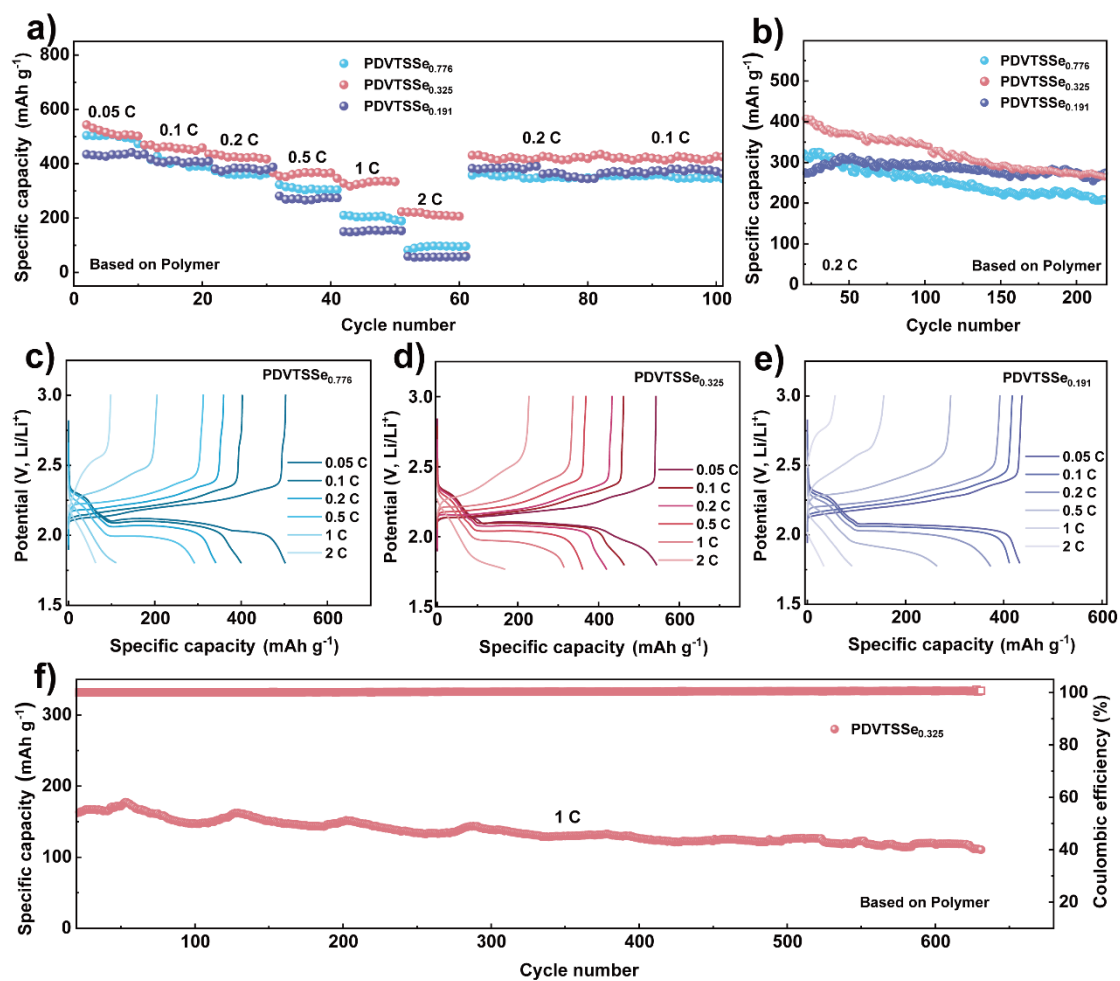 a)
800
600
400
200
0
0
20
40
60
80
100
Specific capacity (mAh g⁻¹)
Cycle number
PDVTSSe₀.₇₇₆
PDVTSSe₀.₃₂₅
PDVTSSe₀.₁₉₁
0.05 C
0.1 C
0.2 C
0.5 C
1 C
2 C
0.2 C
0.1 C
Based on Polymer
b)
500
400
300
200
100
0
50
100
150
200
Specific capacity (mAh g⁻¹)
Cycle number
PDVTSSe₀.₇₇₆
PDVTSSe₀.₃₂₅
PDVTSSe₀.₁₉₁
0.2 C
Based on Polymer
c)
PDVTSSe₀.₇₇₆
3.0
2.5
2.0
1.5
0
200
400
600
Potential (V, Li/Li⁺)
Specific capacity (mAh g⁻¹)
0.05 C
0.1 C
0.2 C
0.5 C
1 C
2 C
d)
PDVTSSe₀.₃₂₅
3.0
2.5
2.0
1.5
0
200
400
600
Potential (V, Li/Li⁺)
Specific capacity (mAh g⁻¹)
0.05 C
0.1 C
0.2 C
0.5 C
1 C
2 C
e)
PDVTSSe₀.₁₉₁
3.0
2.5
2.0
1.5
0
200
400
600
Potential (V, Li/Li⁺)
Specific capacity (mAh g⁻¹)
0.05 C
0.1 C
0.2 C
0.5 C
1 C
2 C
f)
300
200
150
100
0
100
200
300
400
500
600
100
80
60
40
20
Specific capacity (mAh g⁻¹)
Coulombic efficiency (%)
Cycle number
PDVTSSe₀.₃₂₅
1 C
Based on Polymer